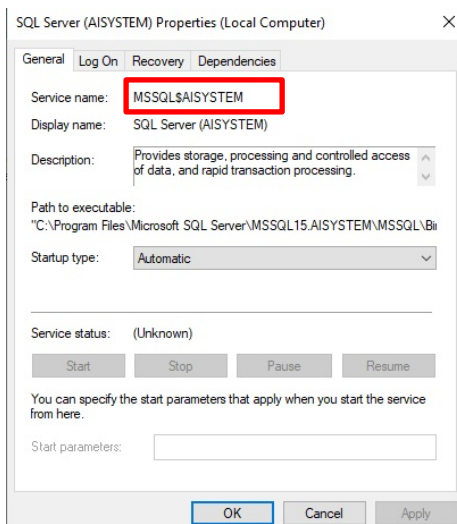 SQL Server (AISYSTEM) Properties (Local Computer)
General Log On Recovery Dependencies
Service name: MSSQL$AISYSTEM
Display name: SQL Server (AISYSTEM)
Description: Provides storage, processing and controlled access
of data, and rapid transaction processing.
Path to executable:
"C:\Program Files\Microsoft SQL Server\MSSQL15.AISYSTEM\MSSQL\Bi
Startup type: Automatic
Service status: (Unknown)
Start Stop Pause Resume
You can specify the start parameters that apply when you start the service
from here.
Start parameters:
OK Cancel Apply